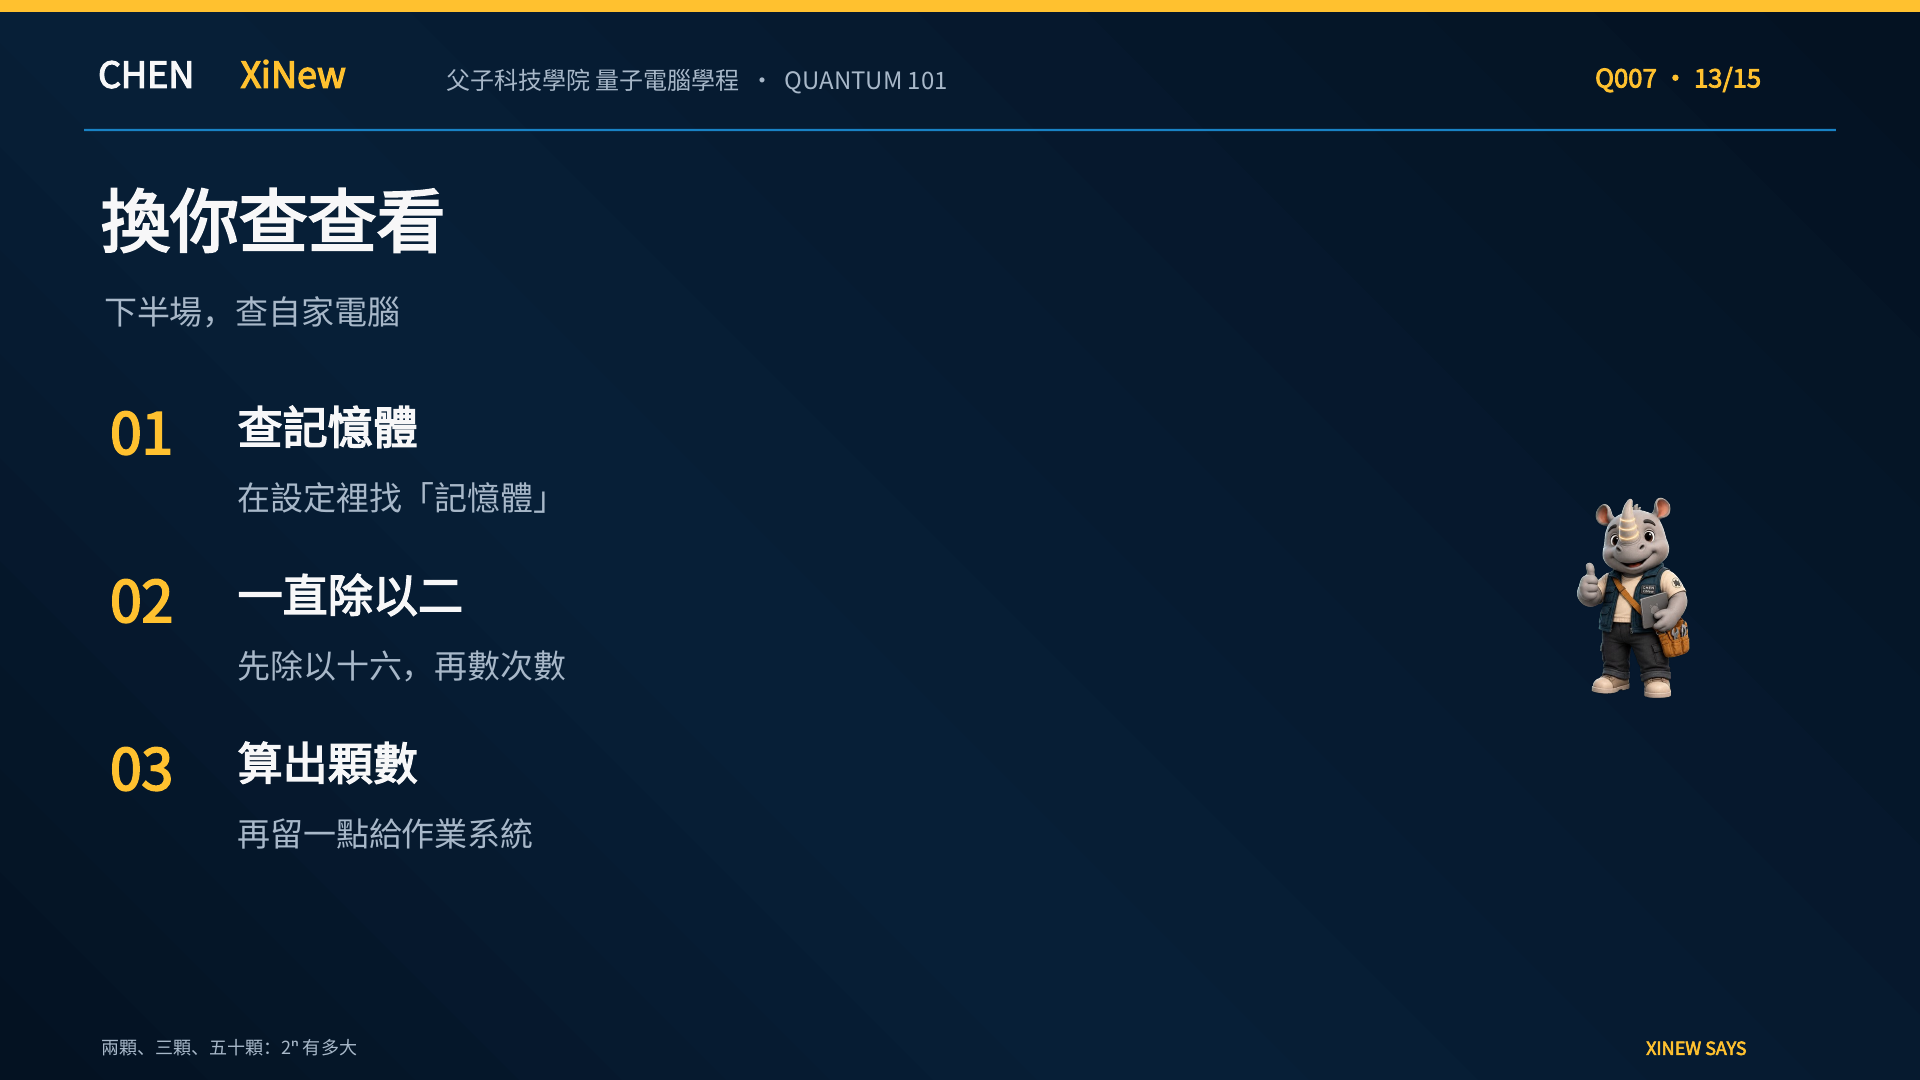 CHEN XiNew 父子科技學院 量子電腦學程 • QUANTUM 101 Q007 • 13/15
換你查查看
下半場，查自家電腦
01 查記憶體
在設定裡找「記憶體」
02 一直除以二
先除以十六，再數次數
03 算出顆數
再留一點給作業系統
兩顆、三顆、五十顆：2ⁿ 有多大
XINEW SAYS